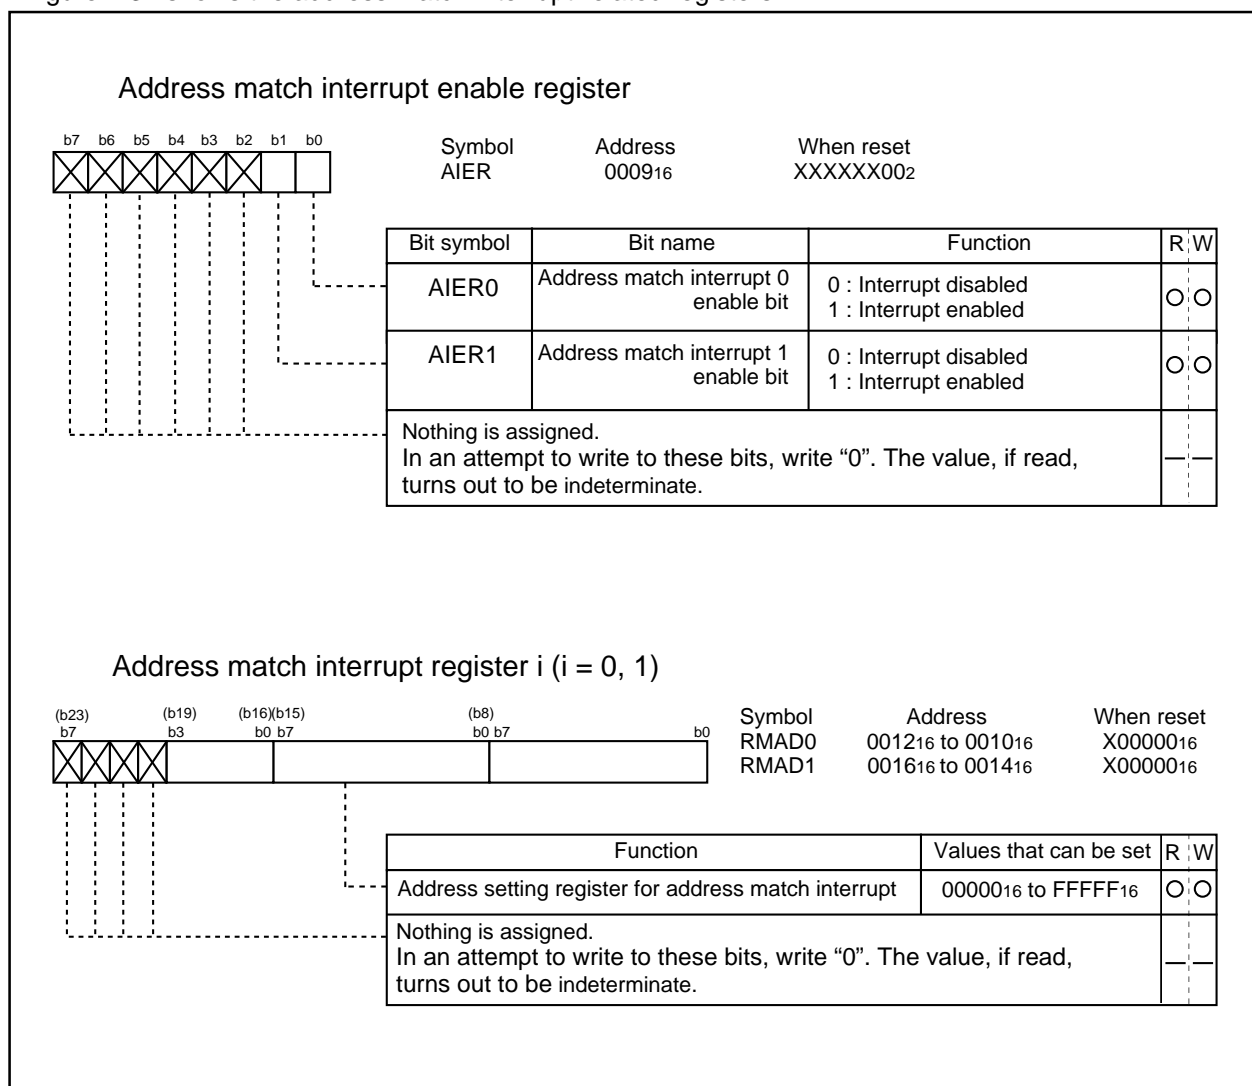 Address match interrupt enable register
b7 b6 b5 b4 b3 b2 b1 b0
Symbol Address When reset
AIER 000916 XXXXXX002
Bit symbol Bit name Function R W
AIER0 Address match interrupt 0 enable bit 0 : Interrupt disabled
1 : Interrupt enabled
AIER1 Address match interrupt 1 enable bit 0 : Interrupt disabled
1 : Interrupt enabled
Nothing is assigned.
In an attempt to write to these bits, write “0”. The value, if read,
turns out to be indeterminate.
Address match interrupt register i (i = 0, 1)
(b23) (b19) (b16)(b15) (b8)
b7 b3 b0 b7 b0 b7 b0
Symbol Address When reset
RMAD0 001216 to 001016 X0000016
RMAD1 001616 to 001416 X0000016
Function Values that can be set R W
Address setting register for address match interrupt 0000016 to FFFFF16
Nothing is assigned.
In an attempt to write to these bits, write “0”. The value, if read,
turns out to be indeterminate.